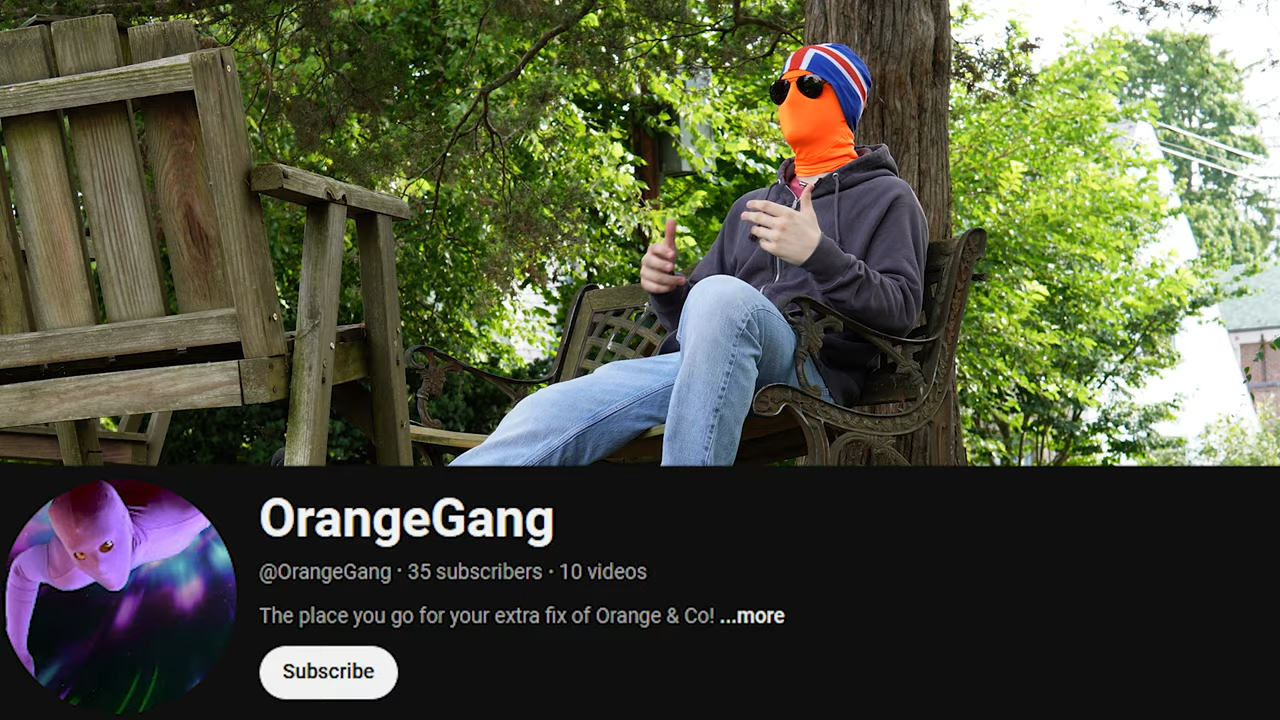 OrangeGang
@OrangeGang · 35 subscribers · 10 videos
The place you go for your extra fix of Orange & Co! ...more
Subscribe